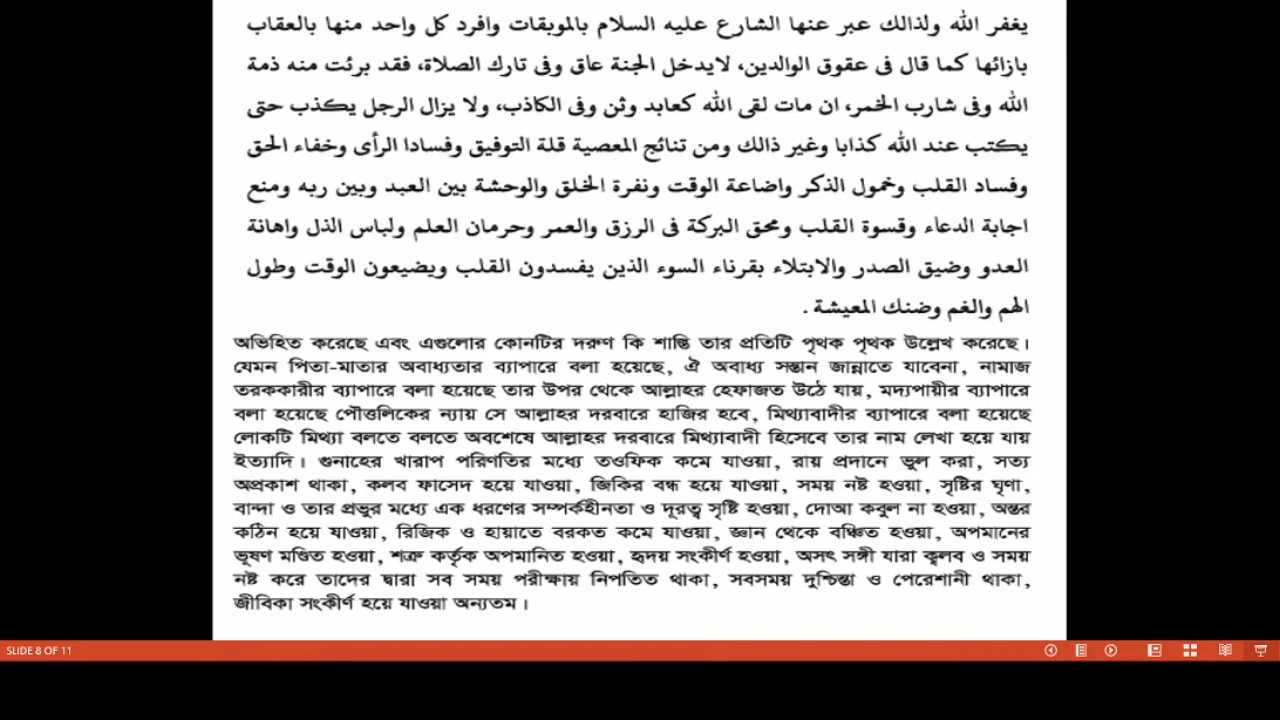 يغفر الله ولذالك عبر عنها الشارع عليه السلام بالموبقات وافرد كل واحد منها بالعقاب
بازائها كما قال فى عقوق الوالدين، لايدخل الجنة عاق وفى تارك الصلاة، فقد برئت منه ذمة
الله وفى شارب الخمر، ان مات لقى الله كعابد وثن وفى الكاذب، ولا يزال الرجل يكذب حتى
يكتب عند الله كذابا وغير ذالك ومن تنائج المعصية قلة التوفيق وفسادا الرأى وخفاء الحق
وفساد القلب وخمول الذكر واضاعة الوقت ونفرة الخلق والوحشة بين العبد وبين ربه ومنع
اجابة الدعاء وقسوة القلب ومحق البركة فى الرزق والعمر وحرمان العلم ولباس الذل واهانة
العدو وضيق الصدر والابتلاء بقرناء السوء الذين يفسدون القلب ويضيعون الوقت وطول
الهم والغم وضنك المعيشة .
অভিহিত করেছে এবং এগুলোর কোনটির দরুণ কি শাস্তি তার প্রতিটি পৃথক পৃথক উল্লেখ করেছে।
যেমন পিতা-মাতার অবাধ্যতার ব্যাপারে বলা হয়েছে, ঐ অবাধ্য সন্তান জান্নাতে যাবেনা, নামাজ
তরককারীর ব্যাপারে বলা হয়েছে তার উপর থেকে আল্লাহর হেফাজত উঠে যায়, মদ্যপায়ীর ব্যাপারে
বলা হয়েছে পৌত্তলিকের ন্যায় সে আল্লাহর দরবারে হাজির হবে, মিথ্যাবাদীর ব্যাপারে বলা হয়েছে
লোকটি মিথ্যা বলতে বলতে অবশেষে আল্লাহর দরবারে মিথ্যাবাদী হিসেবে তার নাম লেখা হয়ে যায়
ইত্যাদি। গুনাহের খারাপ পরিণতির মধ্যে তওফিক কমে যাওয়া, রায় প্রদানে ভুল করা, সত্য
অপ্রকাশ থাকা, কলব ফাসেদ হয়ে যাওয়া, জিকির বন্ধ হয়ে যাওয়া, সময় নষ্ট হওয়া, সৃষ্টির ঘৃণা,
বান্দা ও তার প্রভুর মধ্যে এক ধরণের সম্পর্কহীনতা ও দূরত্ব সৃষ্টি হওয়া, দোআ কবুল না হওয়া, অন্তর
কঠিন হয়ে যাওয়া, রিজিক ও হায়াতে বরকত কমে যাওয়া, জ্ঞান থেকে বঞ্চিত হওয়া, অপমানের
ভূষণ মণ্ডিত হওয়া, শত্রু কর্তৃক অপমানিত হওয়া, হৃদয় সংকীর্ণ হওয়া, অসৎ সঙ্গী যারা ক্বলব ও সময়
নষ্ট করে তাদের দ্বারা সব সময় পরীক্ষায় নিপতিত থাকা, সবসময় দুশ্চিন্তা ও পেরেশানী থাকা,
জীবিকা সংকীর্ণ হয়ে যাওয়া অন্যতম।
SLIDE 8 OF 11